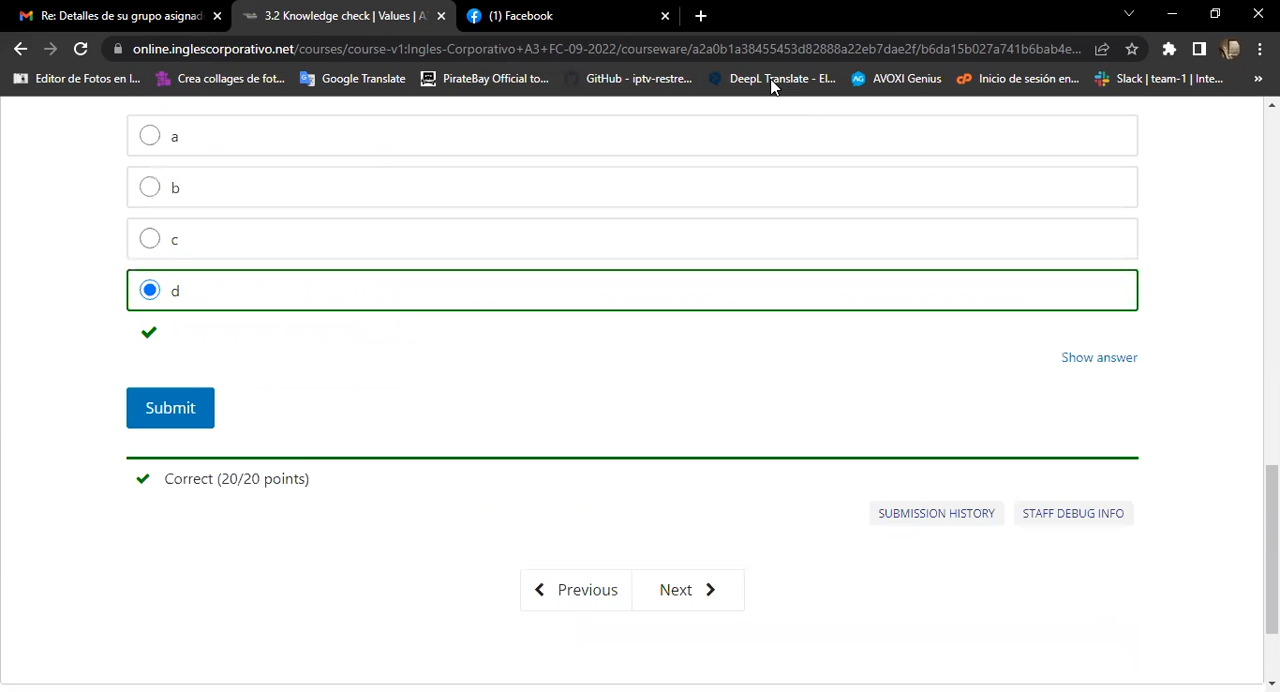 Re: Detalles de su grupo asignad
3.2 Knowledge check | Values | A
(1) Facebook
online.inglescorporativo.net/courses/course-v1:Ingles-Corporativo+A3+FC-09-2022/courseware/a2a0b1a38455453d82888a22eb7dae2f/b6da15b027a741b6bab4e...
Editor de Fotos en l...
Crea collages de fot...
Google Translate
PirateBay Official to...
GitHub - iptv-restre...
DeepL Translate - El...
AVOXI Genius
Inicio de sesión en...
Slack | team-1 | Inte...
»
a
b
c
d
Show answer
Submit
Correct (20/20 points)
SUBMISSION HISTORY
STAFF DEBUG INFO
Previous
Next